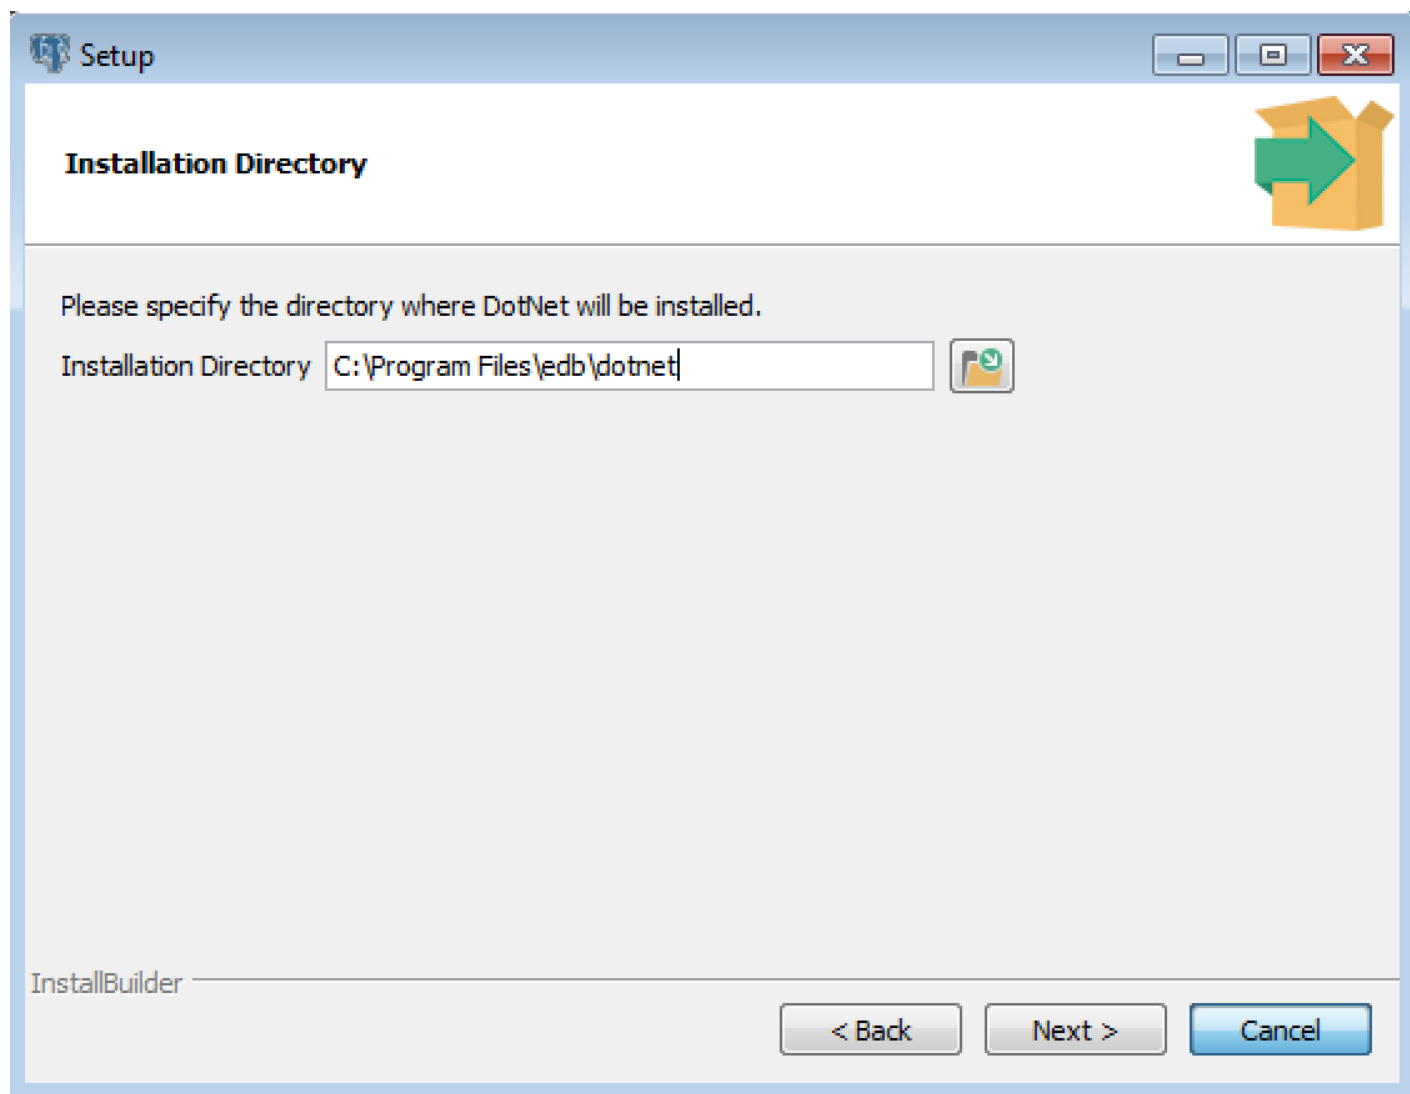 Setup
Installation Directory
Please specify the directory where DotNet will be installed.
Installation Directory C:\Program Files\edb\dotnet
InstallBuilder
< Back Next > Cancel